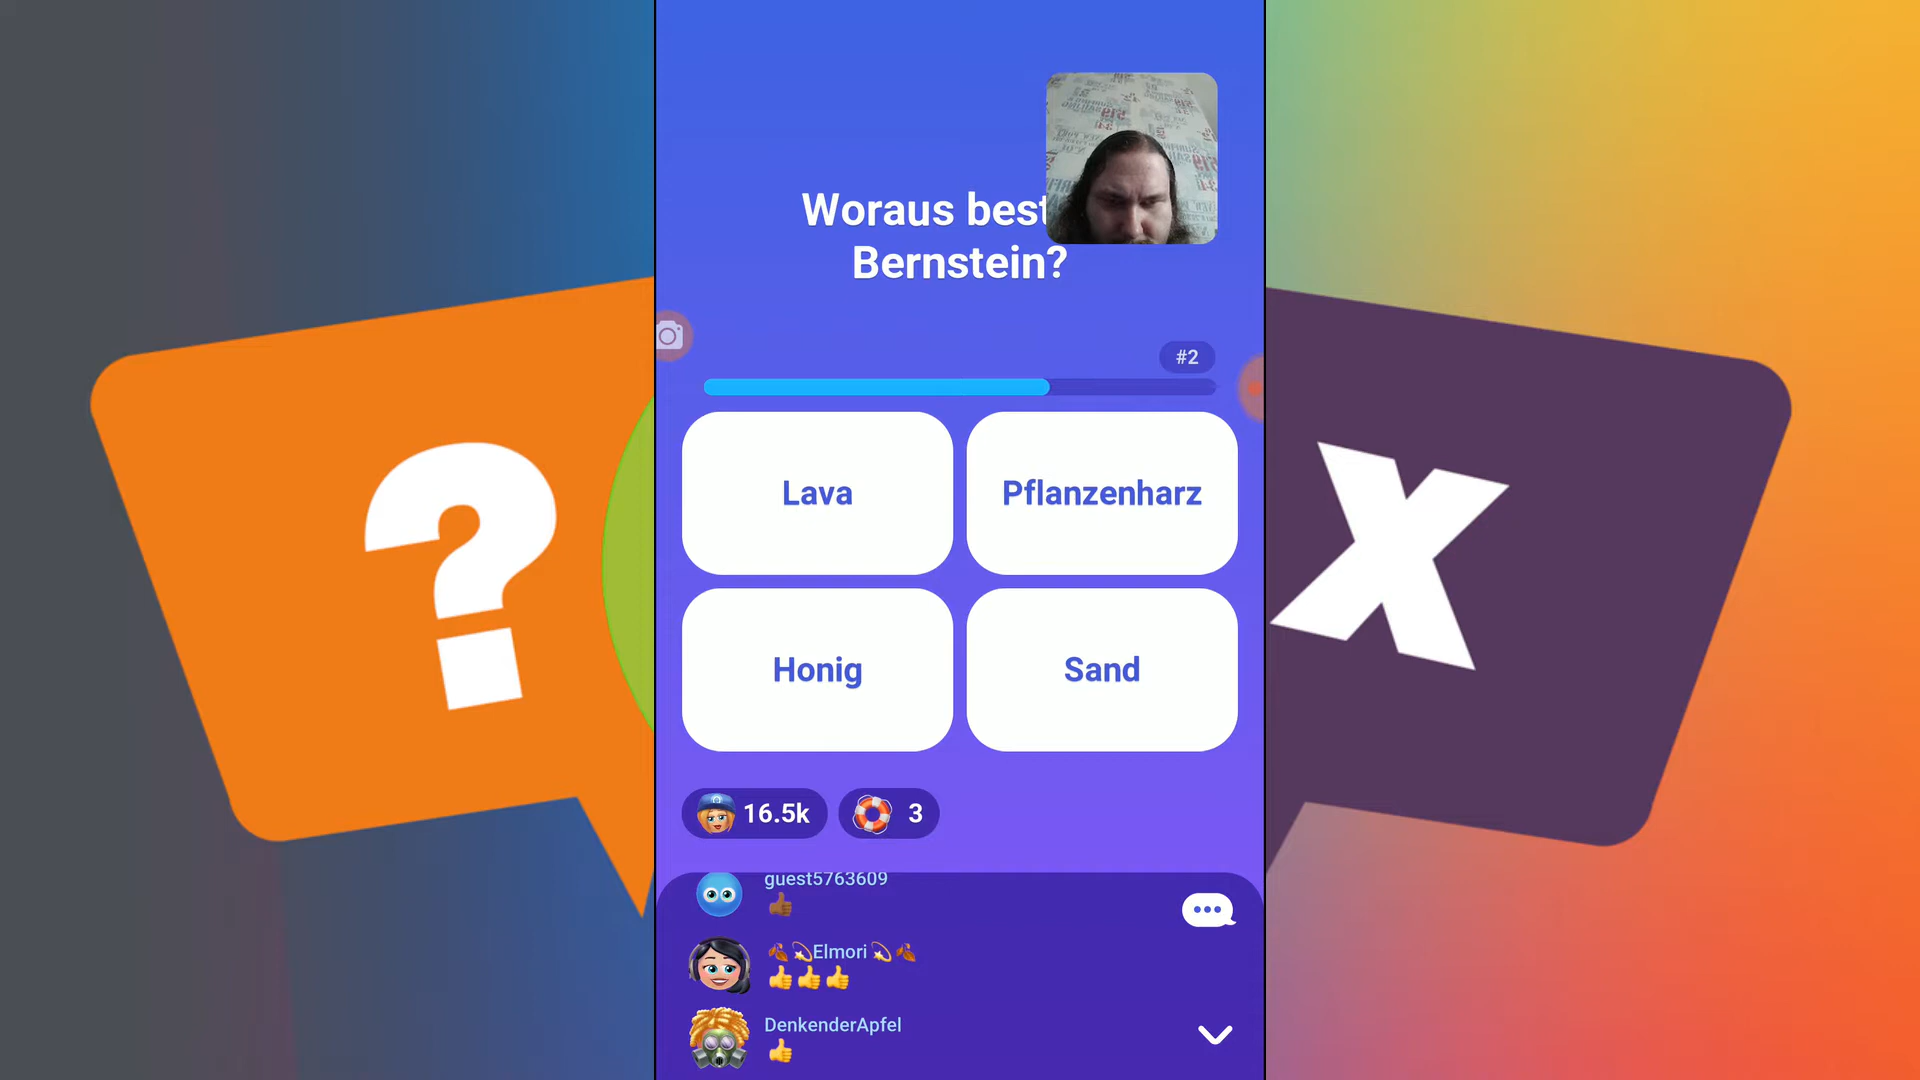 Woraus best
Bernstein?
#2
Lava
Pflanzenharz
Honig
Sand
16.5k
3
guest5763609
Elmori
DenkenderApfel
?
X